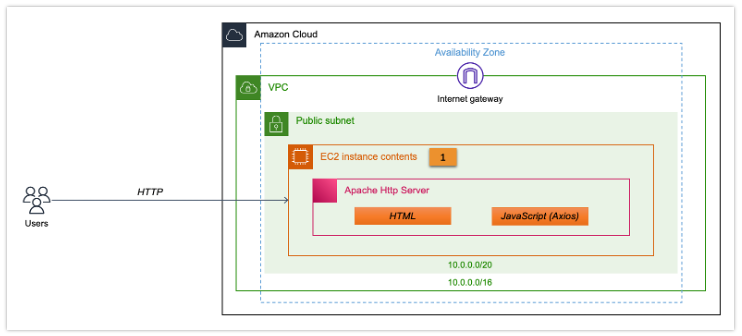 Amazon Cloud
Availability Zone
VPC
Internet gateway
Public subnet
EC2 instance contents
1
Apache Http Server
HTTP
HTML
JavaScript (Axios)
Users
10.0.0.0/20
10.0.0.0/16